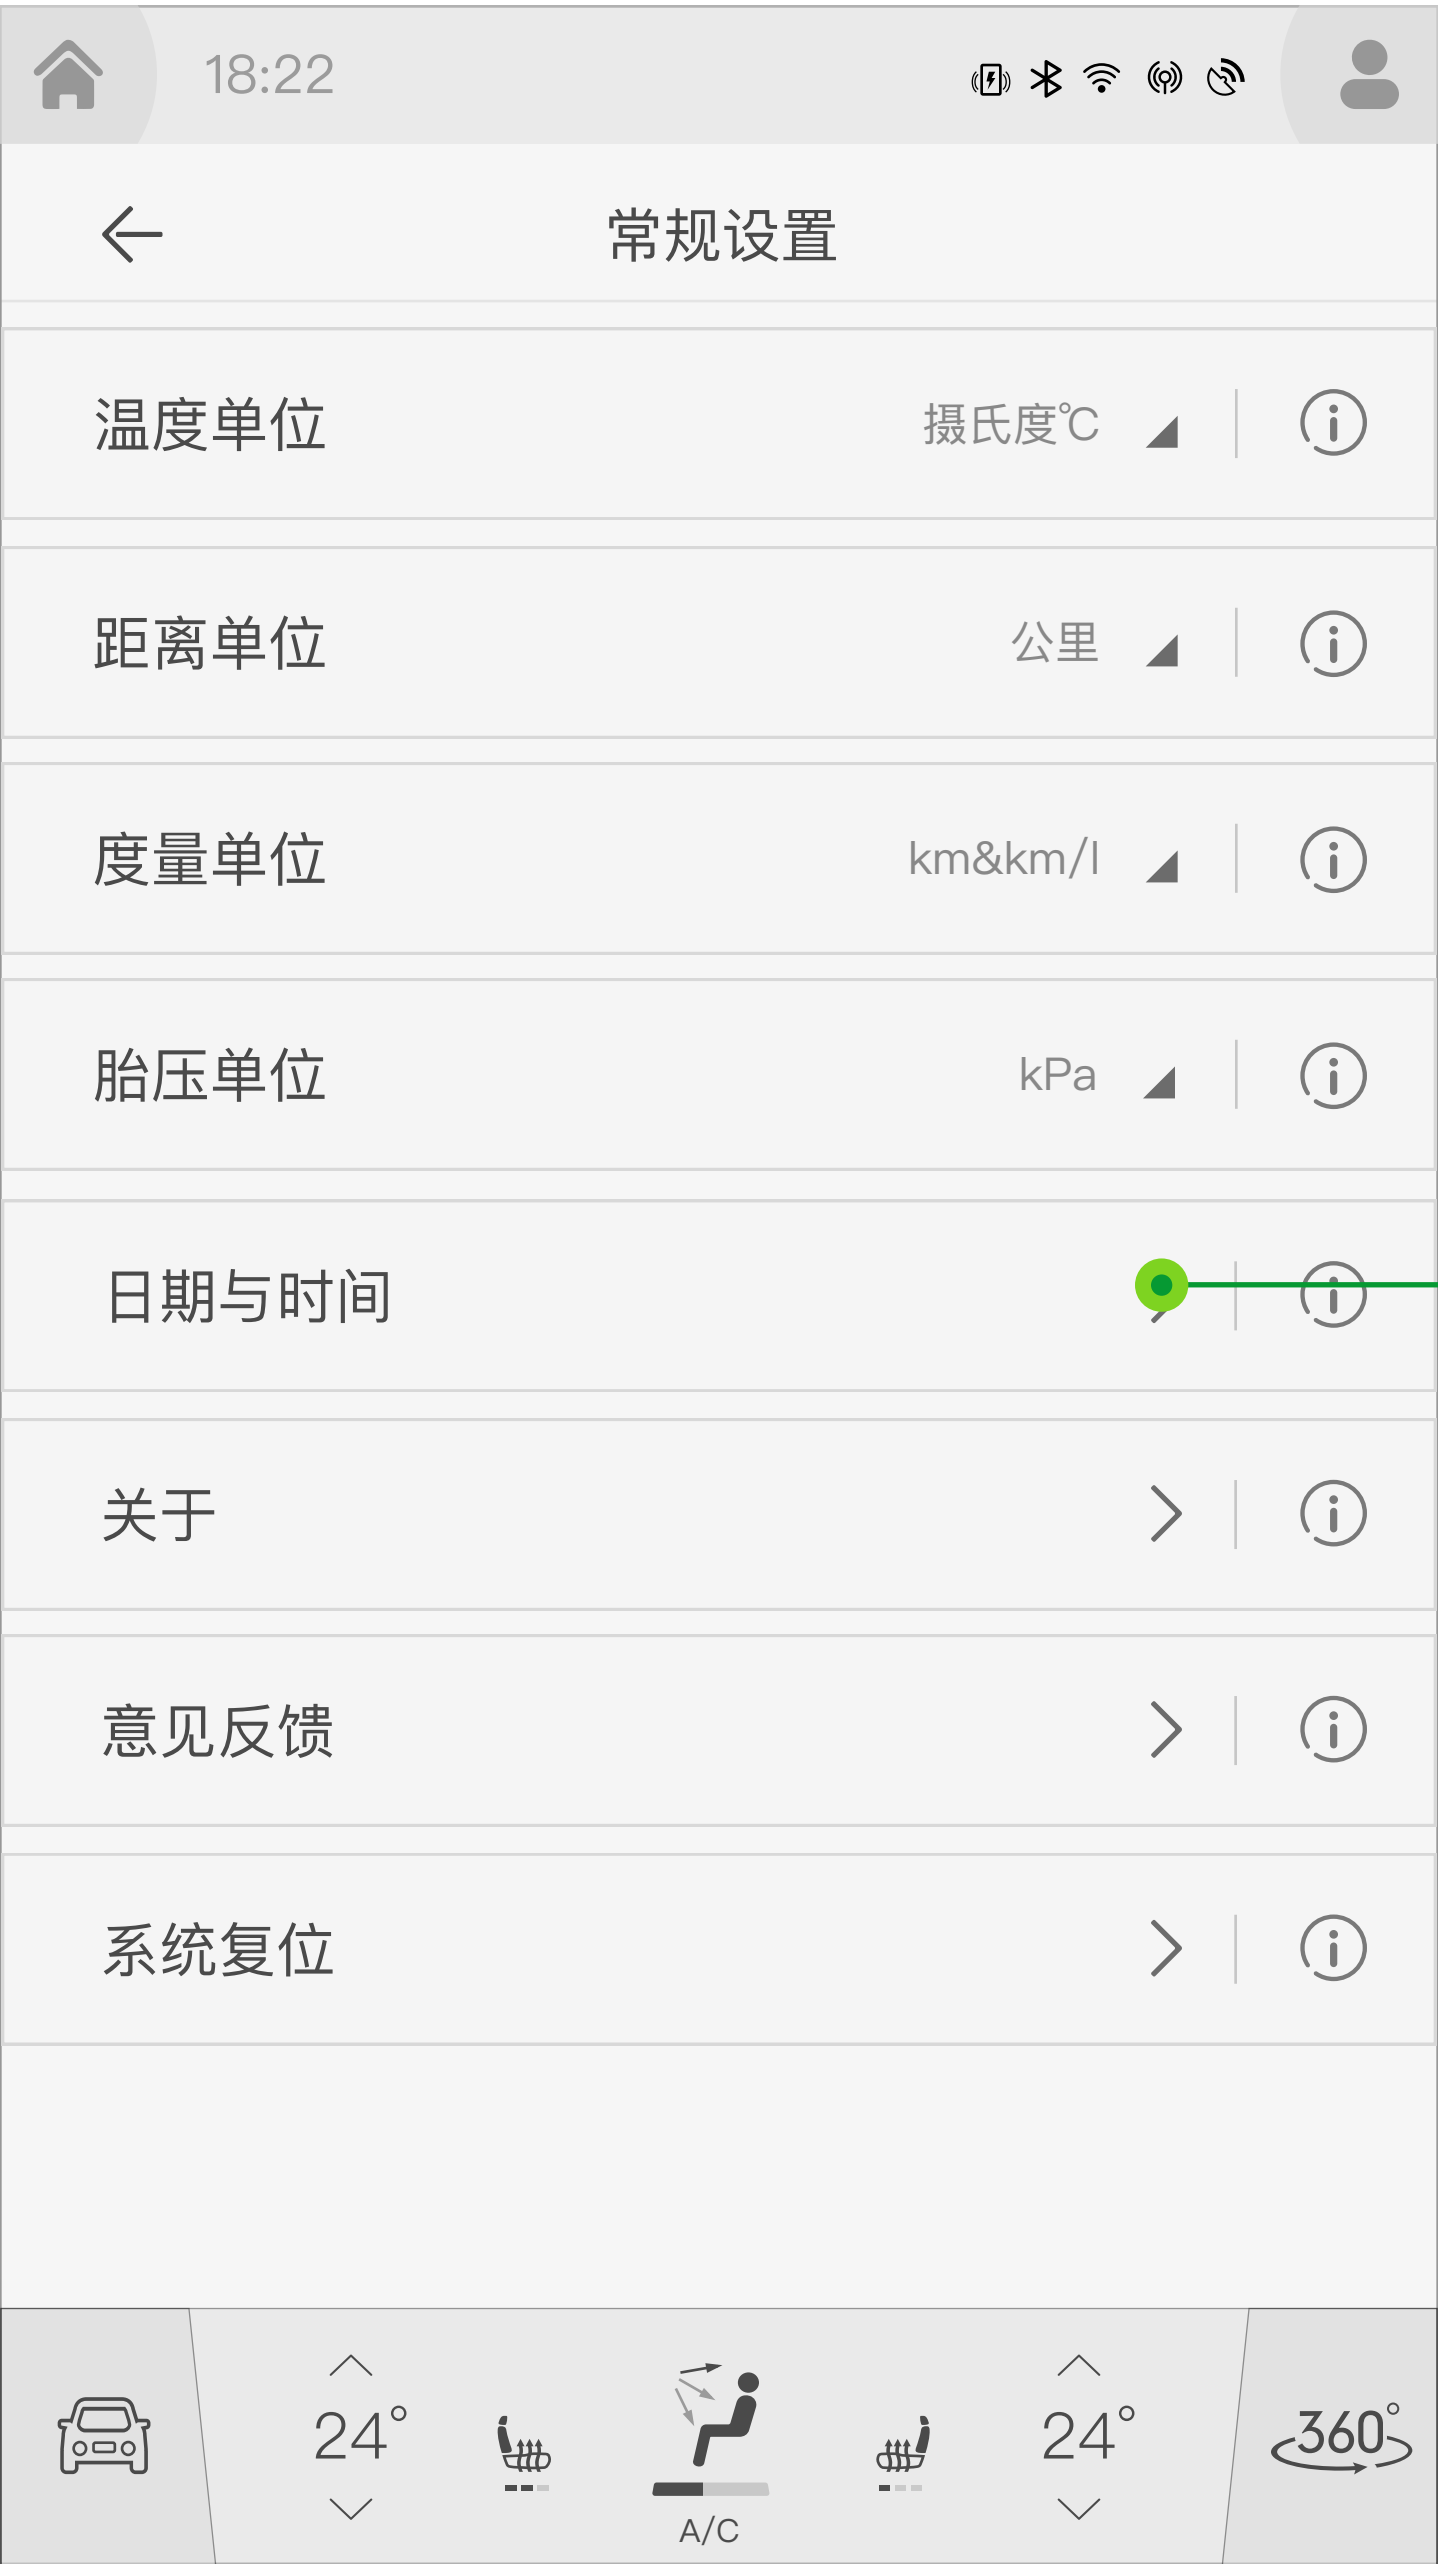 18:22
常规设置
温度单位 摄氏度℃
距离单位 公里
度量单位 km&km/l
胎压单位 kPa
日期与时间
关于
意见反馈
系统复位
24° 24° 360°
A/C